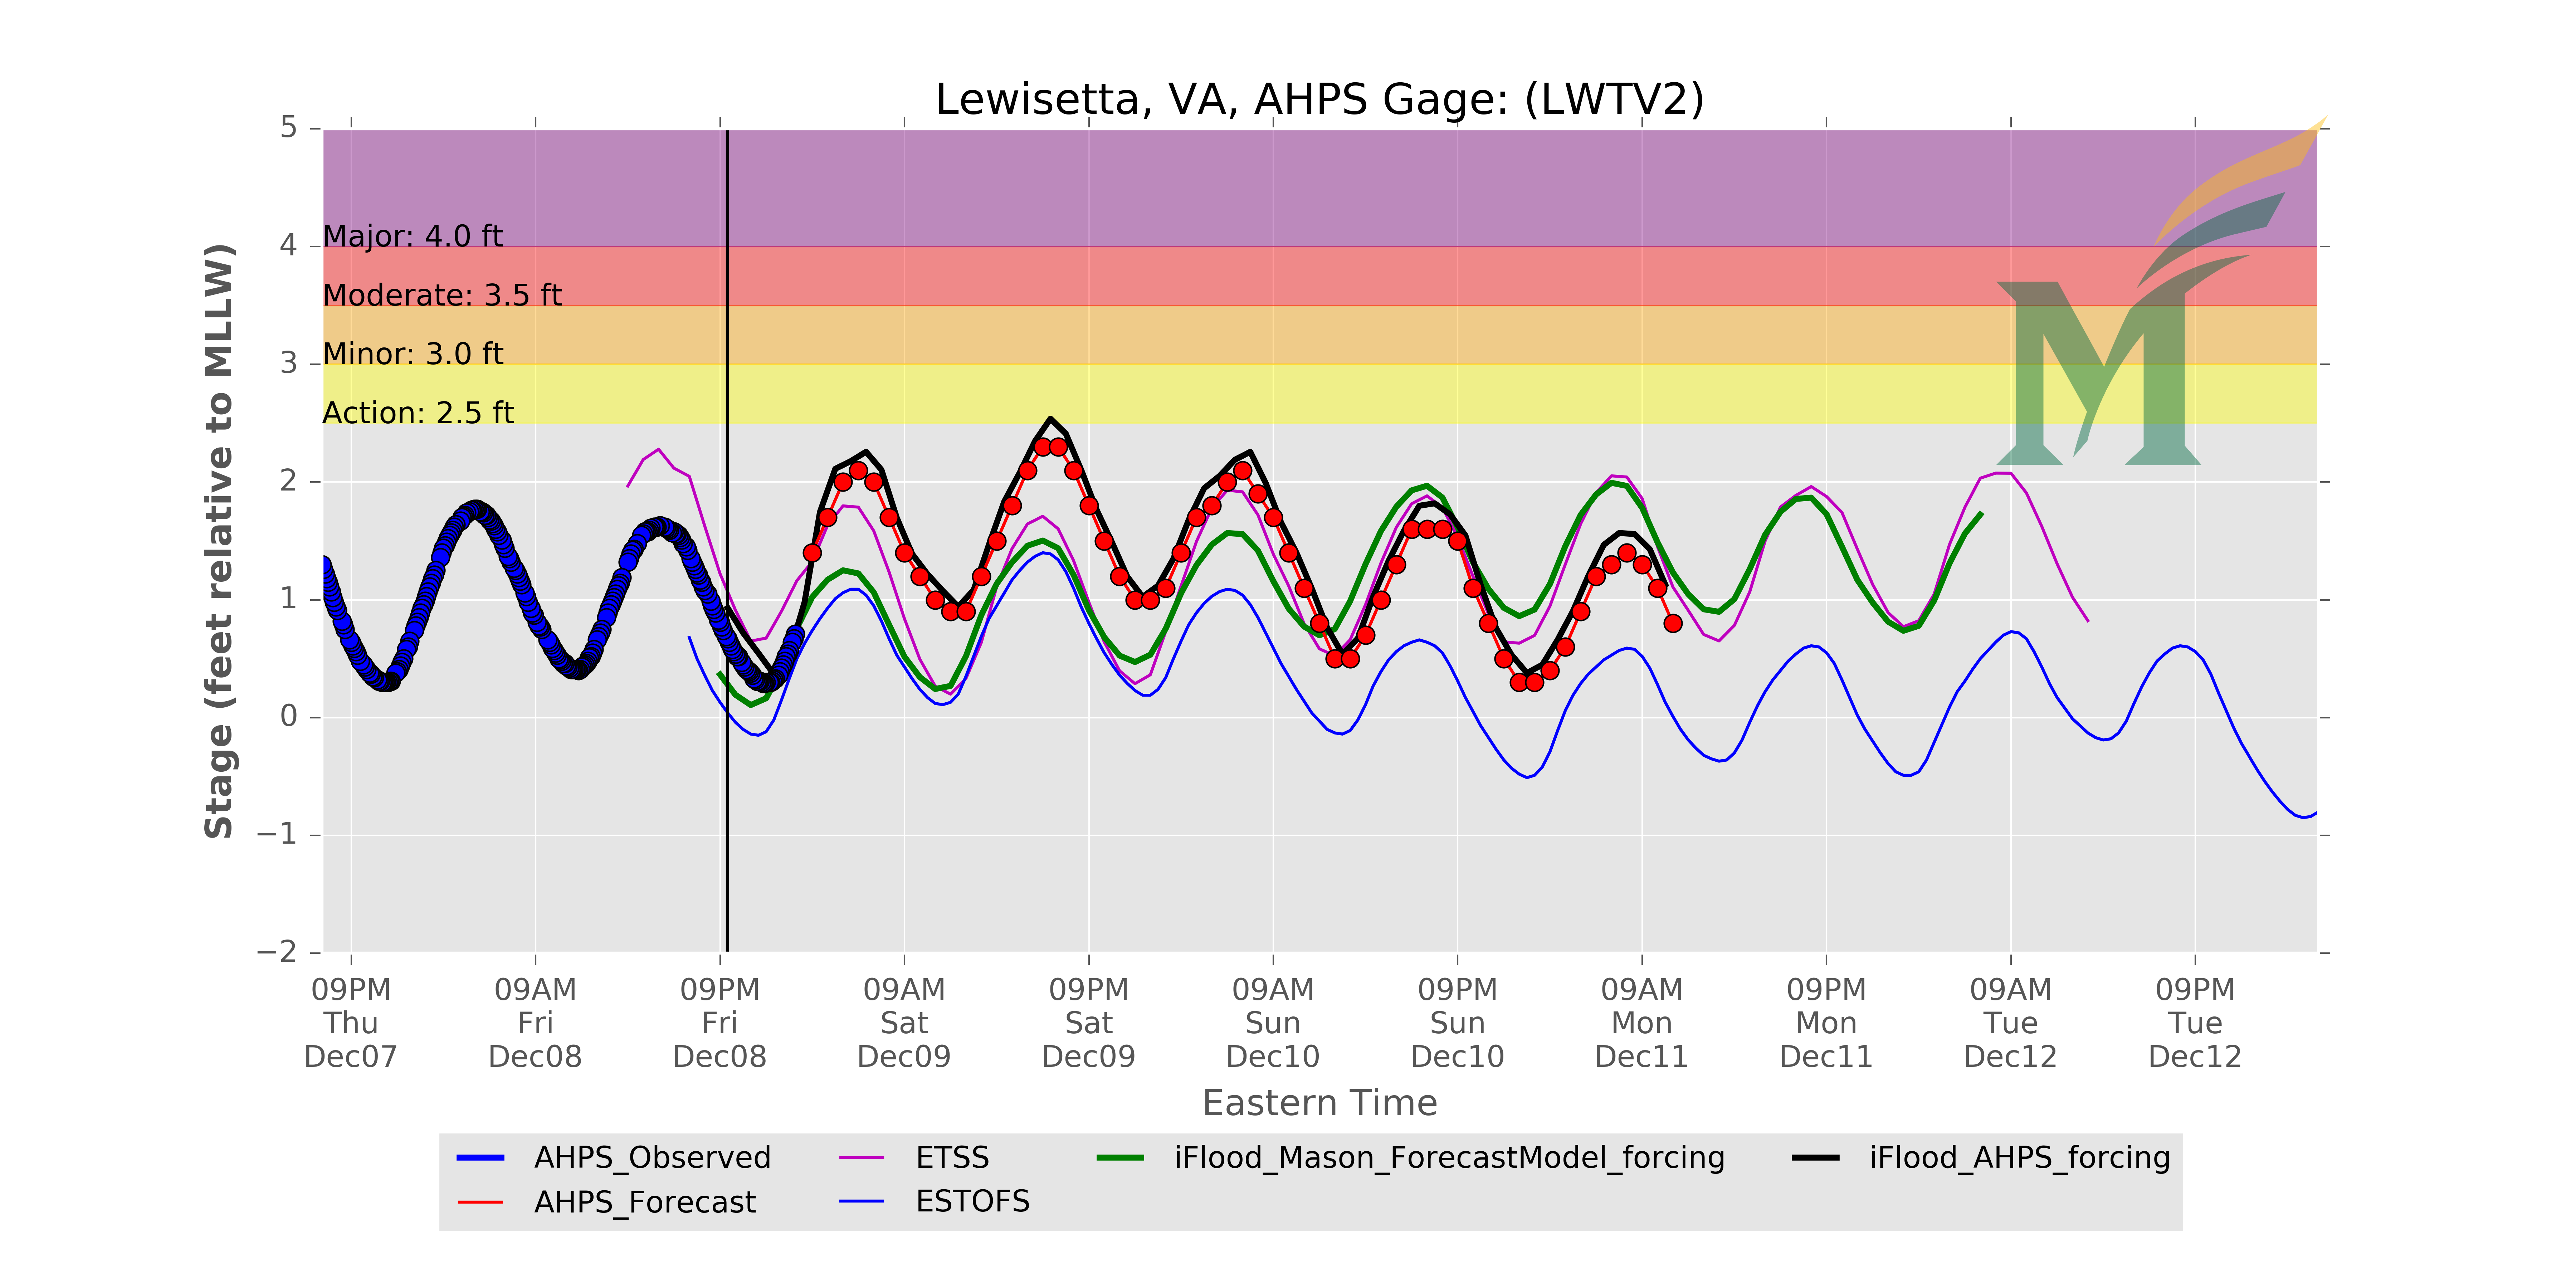 Lewisetta, VA, AHPS Gage: (LWTV2)
Stage (feet relative to MLLW)
5
4
3
2
1
0
−1
−2
Major: 4.0 ft
Moderate: 3.5 ft
Minor: 3.0 ft
Action: 2.5 ft
M
09PM 09AM 09PM 09AM 09PM 09AM 09PM 09AM 09PM 09AM 09PM
Thu Fri Fri Sat Sat Sun Sun Mon Mon Tue Tue
Dec07 Dec08 Dec08 Dec09 Dec09 Dec10 Dec10 Dec11 Dec11 Dec12 Dec12
Eastern Time
AHPS_Observed ETSS iFlood_Mason_ForecastModel_forcing iFlood_AHPS_forcing
AHPS_Forecast ESTOFS